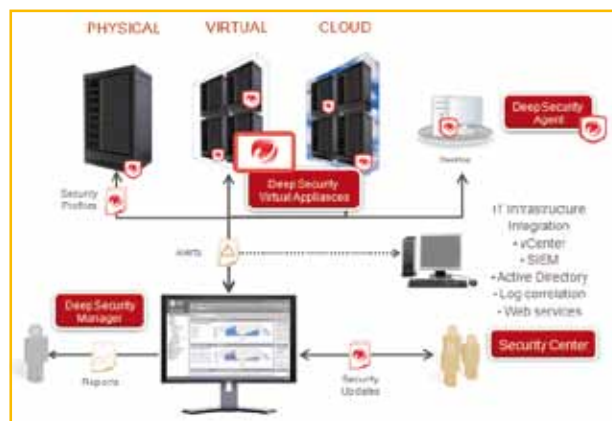 PHYSICAL
VIRTUAL
CLOUD
Deep Security
Agent
Security
Profiles
Deep Security
Virtual Appliances
IT Infrastructure
Integration
• vCenter
• SIEM
• Active Directory
• Log correlation
• Web services
Alerts
Deep Security
Manager
Reports
Security
Updates
Security Center